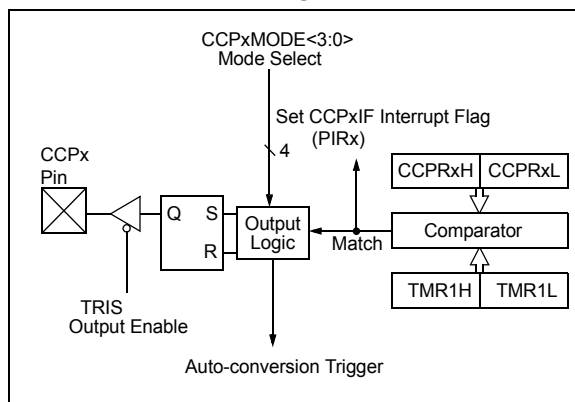 CCPxMODE<3:0>
Mode Select
Set CCPxIF Interrupt Flag
(PIRx)
4
CCPx
Pin
CCPRxH CCPRxL
Q S
R
Output
Logic
Match
Comparator
TMR1H TMR1L
TRIS
Output Enable
Auto-conversion Trigger